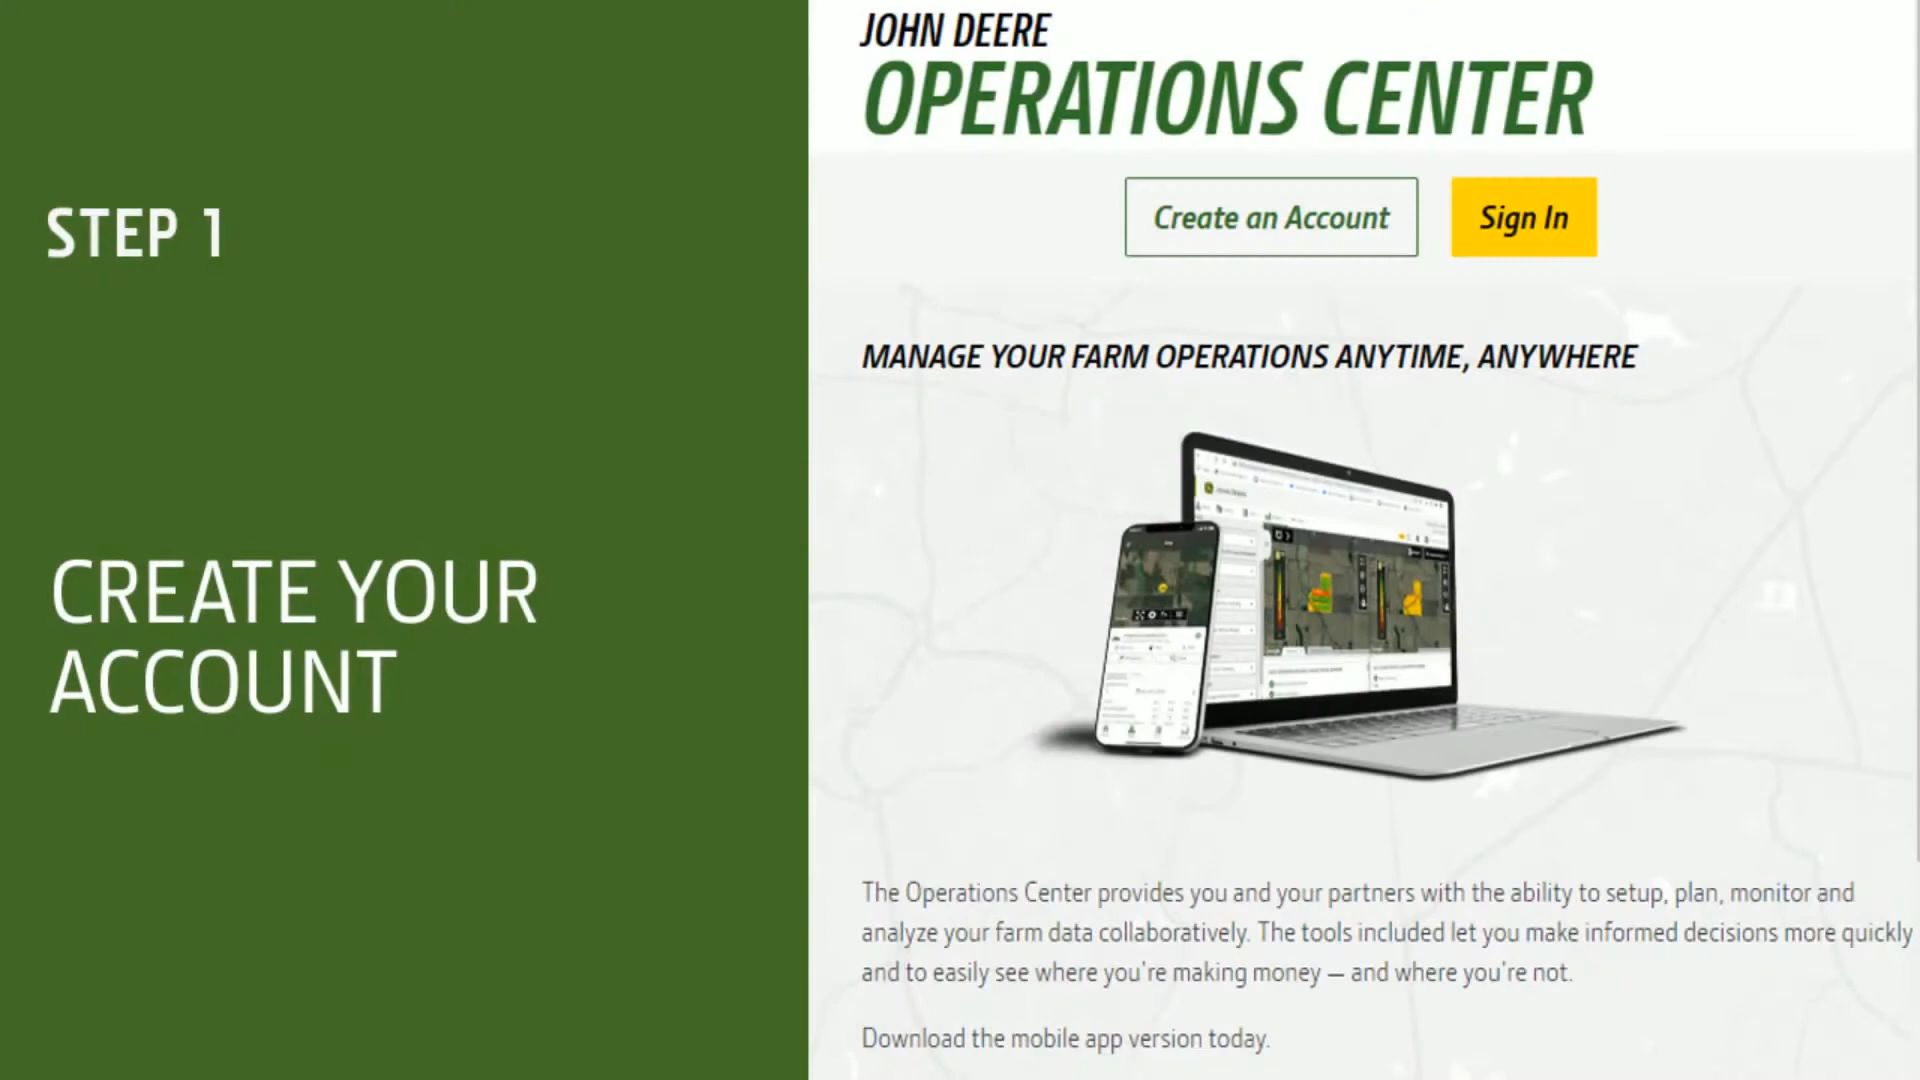 STEP 1
CREATE YOUR
ACCOUNT
JOHN DEERE
OPERATIONS CENTER
Create an Account
Sign In
MANAGE YOUR FARM OPERATIONS ANYTIME, ANYWHERE
The Operations Center provides you and your partners with the ability to setup, plan, monitor and
analyze your farm data collaboratively. The tools included let you make informed decisions more quickly
and to easily see where you're making money – and where you're not.
Download the mobile app version today.